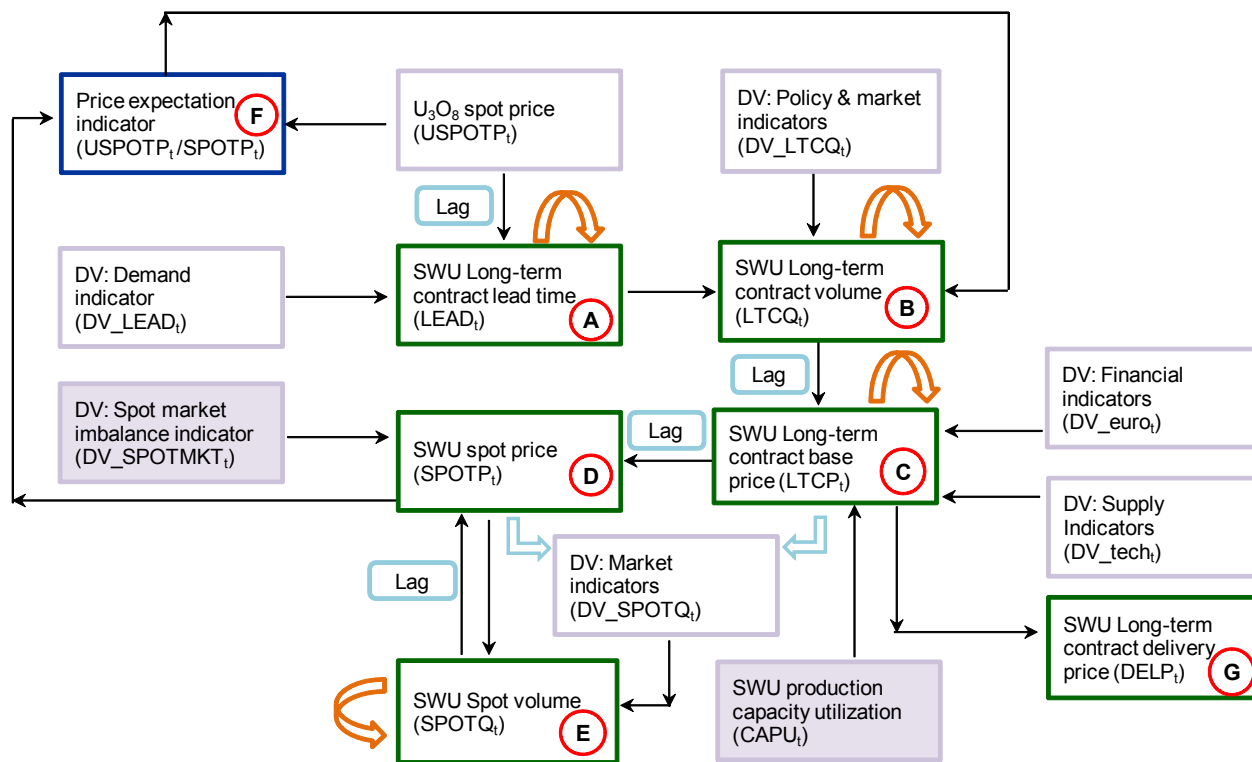 Price expectation
indicator
(USPOTPₜ/SPOTPₜ)
F
U₃O₈ spot price
(USPOTPₜ)
DV: Policy & market
indicators
(DV_LTCQₜ)
Lag
DV: Demand
indicator
(DV_LEADₜ)
SWU Long-term
contract lead time
(LEADₜ)
A
SWU Long-term
contract volume
(LTCQₜ)
B
Lag
DV: Spot market
imbalance indicator
(DV_SPOTMKTₜ)
SWU spot price
(SPOTPₜ)
D
Lag
SWU Long-term
contract base
price (LTCPₜ)
C
DV: Financial
indicators
(DV_euroₜ)
DV: Supply
Indicators
(DV_techₜ)
Lag
DV: Market
indicators
(DV_SPOTQₜ)
SWU Long-term
contract delivery
price (DELPₜ)
G
SWU Spot volume
(SPOTQₜ)
E
SWU production
capacity utilization
(CAPUₜ)